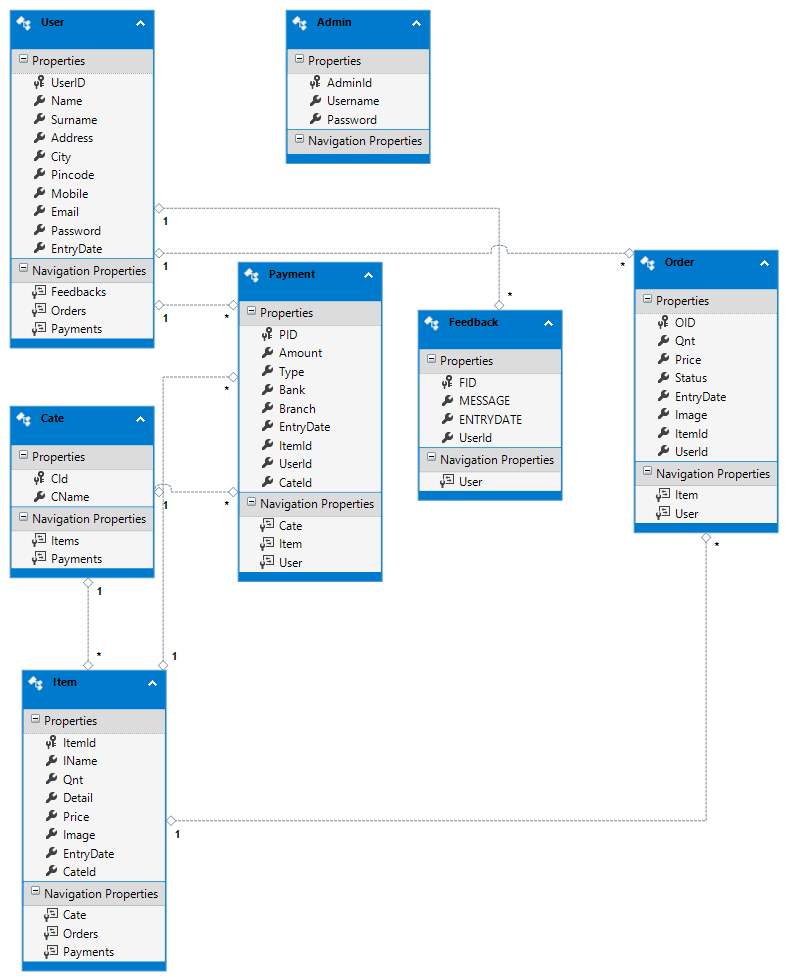 User
Properties
UserID
Name
Surname
Address
City
Pincode
Mobile
Email
Password
EntryDate
Navigation Properties
Feedbacks
Orders
Payments
Admin
Properties
AdminId
Username
Password
Navigation Properties
1
*
1
*
1
*
Payment
Properties
PID
Amount
Type
Bank
Branch
EntryDate
ItemId
UserId
CateId
Navigation Properties
Cate
Item
User
Feedback
Properties
FID
MESSAGE
ENTRYDATE
UserId
Navigation Properties
User
Order
Properties
OID
Qnt
Price
Status
EntryDate
Image
ItemId
UserId
Navigation Properties
Item
User
Cate
Properties
CId
CName
Navigation Properties
Items
Payments
*
1
*
1
*
1
*
Item
Properties
ItemId
IName
Qnt
Detail
Price
Image
EntryDate
CateId
Navigation Properties
Cate
Orders
Payments
1
*